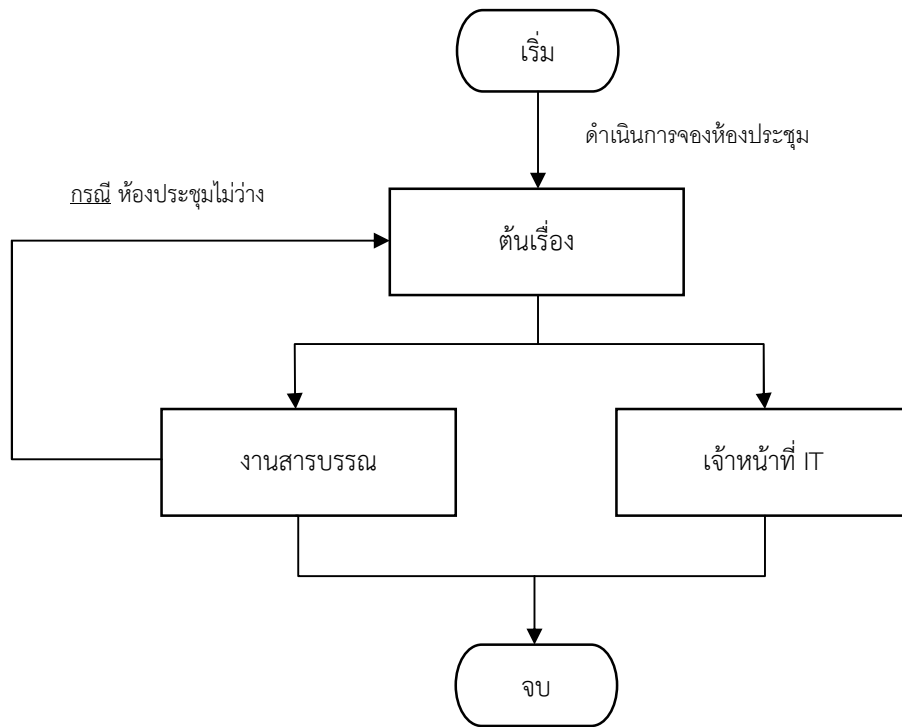 เริ่ม
ดำเนินการจองห้องประชุม
กรณี ห้องประชุมไม่ว่าง
ต้นเรื่อง
งานสารบรรณ
เจ้าหน้าที่ IT
จบ